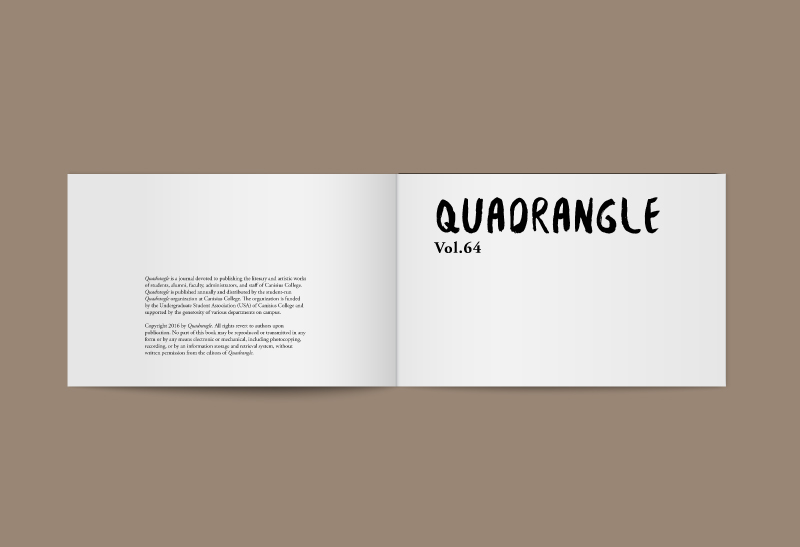 Quadrangle is a journal devoted to publishing the literary and artistic works
of students, alumni, faculty, administrators, and staff of Canisius College.
Quadrangle is published annually and distributed by the student-run
Quadrangle organization at Canisius College. The organization is funded
by the Undergraduate Student Association (USA) of Canisius College and
supported by the generosity of various departments on campus.
Copyright 2016 by Quadrangle. All rights revert to authors upon
publication. No part of this book may be reproduced or transmitted in any
form or by any means electronic or mechanical, including photocopying,
recording, or by an information storage and retrieval system, without
written permission from the editors of Quadrangle.
QUADRANGLE
Vol.64